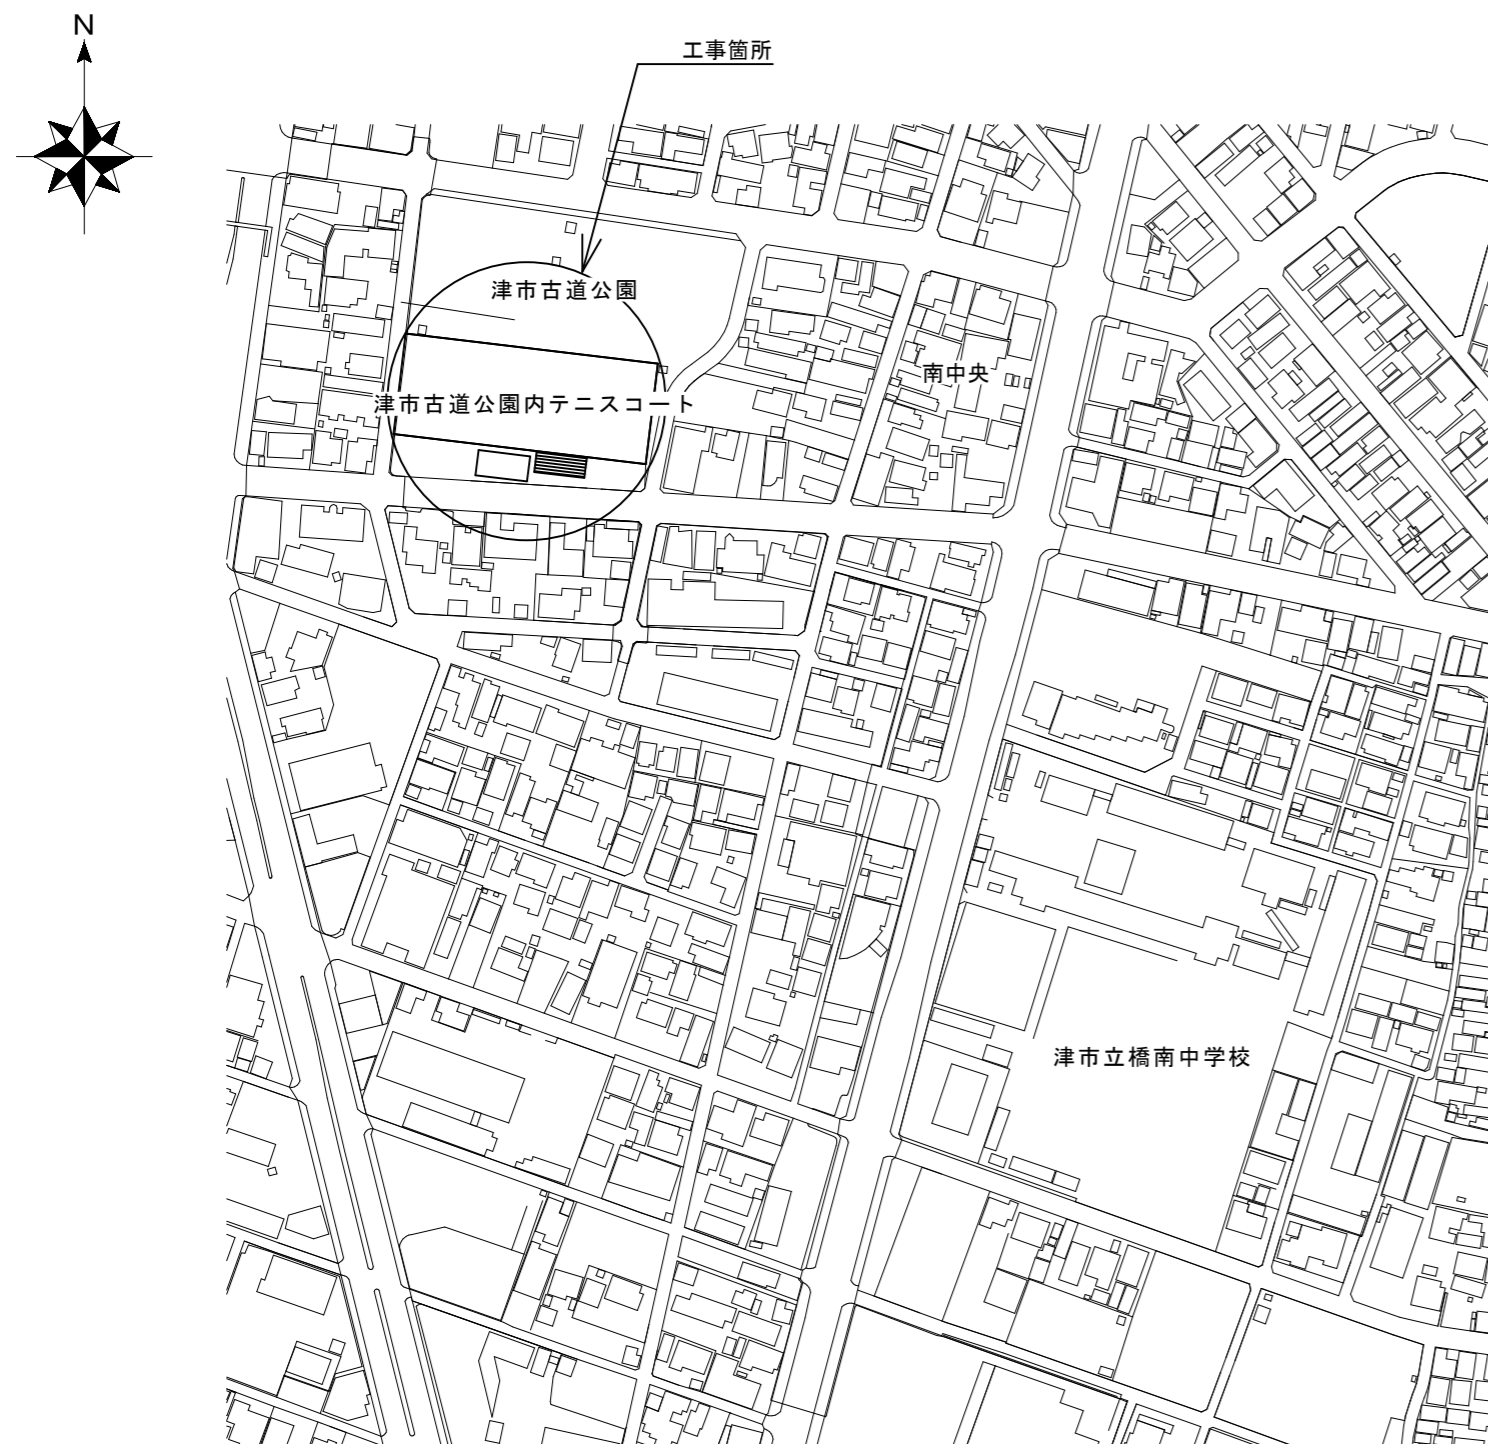 N
工事箇所
津市古道公園
南中央
津市古道公園内テニスコート
津市立橋南中学校